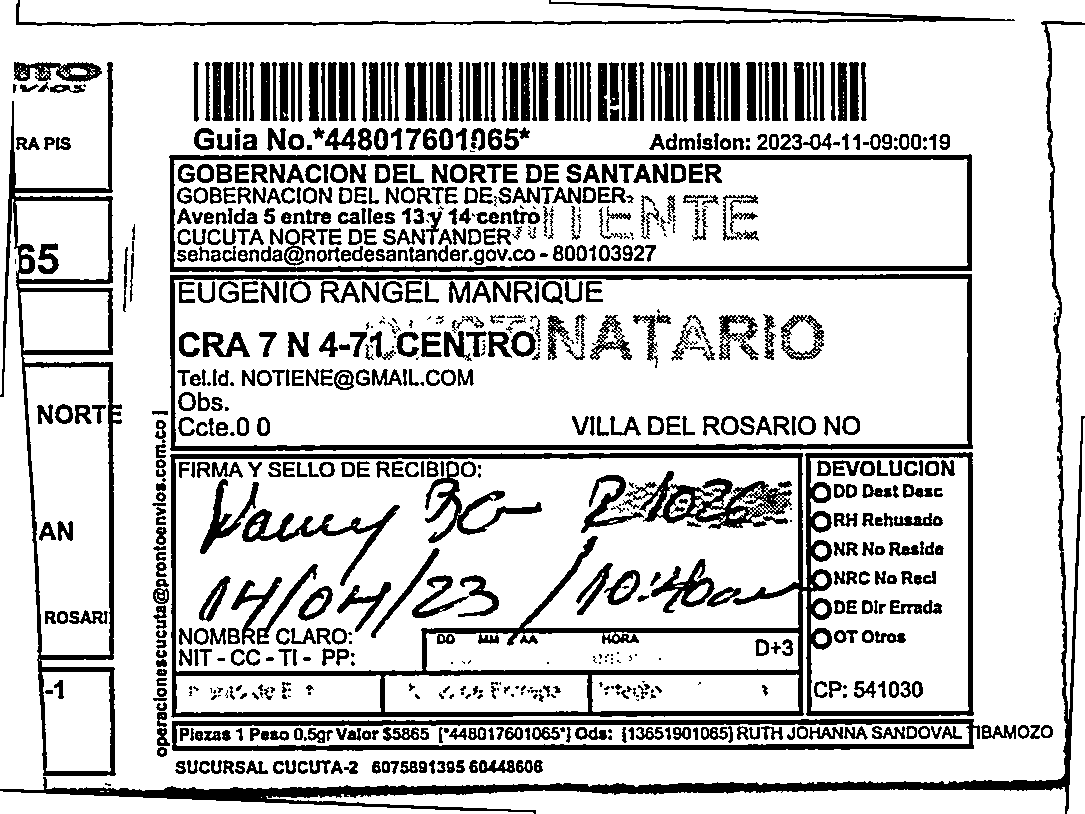 RA PIS
65
NORTE
AN
ROSARI
-1
operacionescucuta@prontoenvios.com.co]
Guia No.*448017601065* Admision: 2023-04-11-09:00:19
GOBERNACION DEL NORTE DE SANTANDER
GOBERNACION DEL NORTE DE SANTANDER
Avenida 5 entre calles 13 y 14 centro
CUCUTA NORTE DE SANTANDER
sehacienda@nortedesantander.gov.co - 800103927
EUGENIO RANGEL MANRIQUE
CRA 7 N 4-71 CENTRO
Tel.Id. NOTIENE@GMAIL.COM
Obs.
Ccte.0 0 VILLA DEL ROSARIO NO
FIRMA Y SELLO DE RECIBIDO:
14/04/23 / 10:40am
NOMBRE CLARO:
NIT - CC - TI - PP:
DD MM AA HORA D+3
DEVOLUCION
DD Dest Desc
RH Rehusado
NR No Reside
NRC No Recl
DE Dir Errada
OT Otros
CP: 541030
Piezas 1 Peso 0.5gr Valor $5865 [*448017601065*] Ods: [13651901065] RUTH JOHANNA SANDOVAL TIBAMOZO
SUCURSAL CUCUTA-2 6075891395 60448606